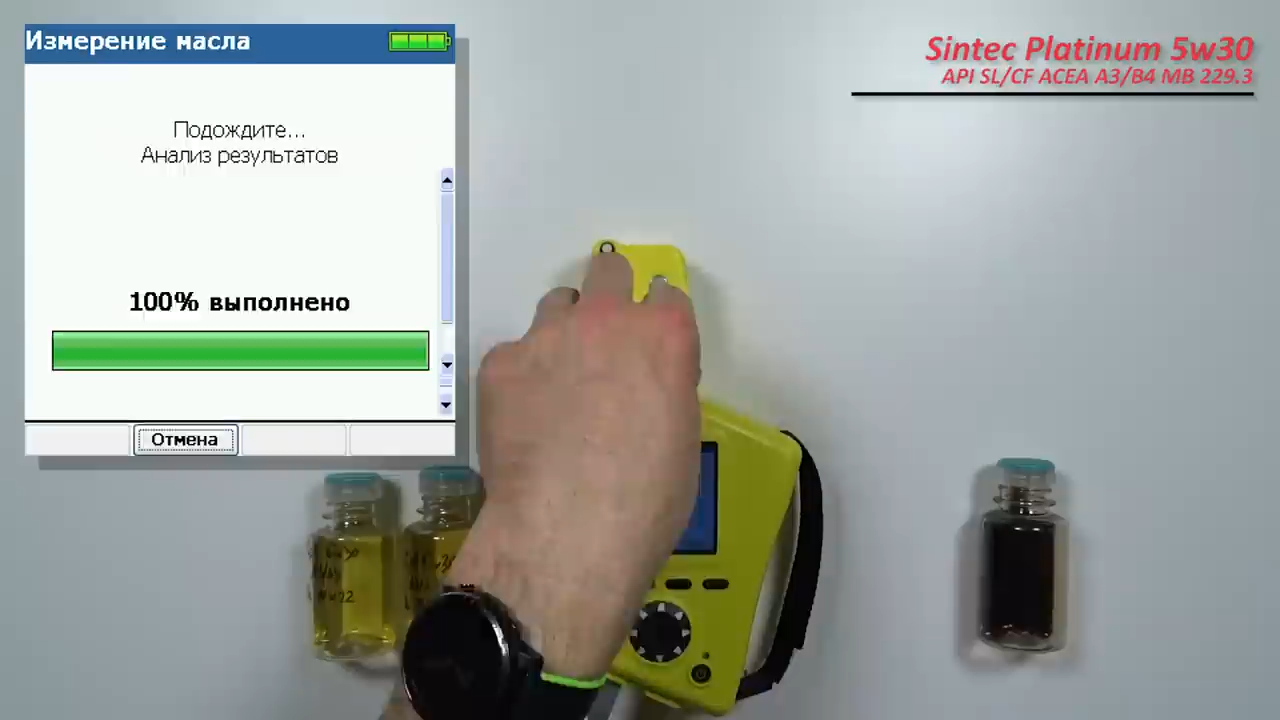 Измерение масла
Подождите...
Анализ результатов
100% выполнено
Отмена
Sintec Platinum 5w30
API SL/CF ACEA A3/B4 MB 229.3